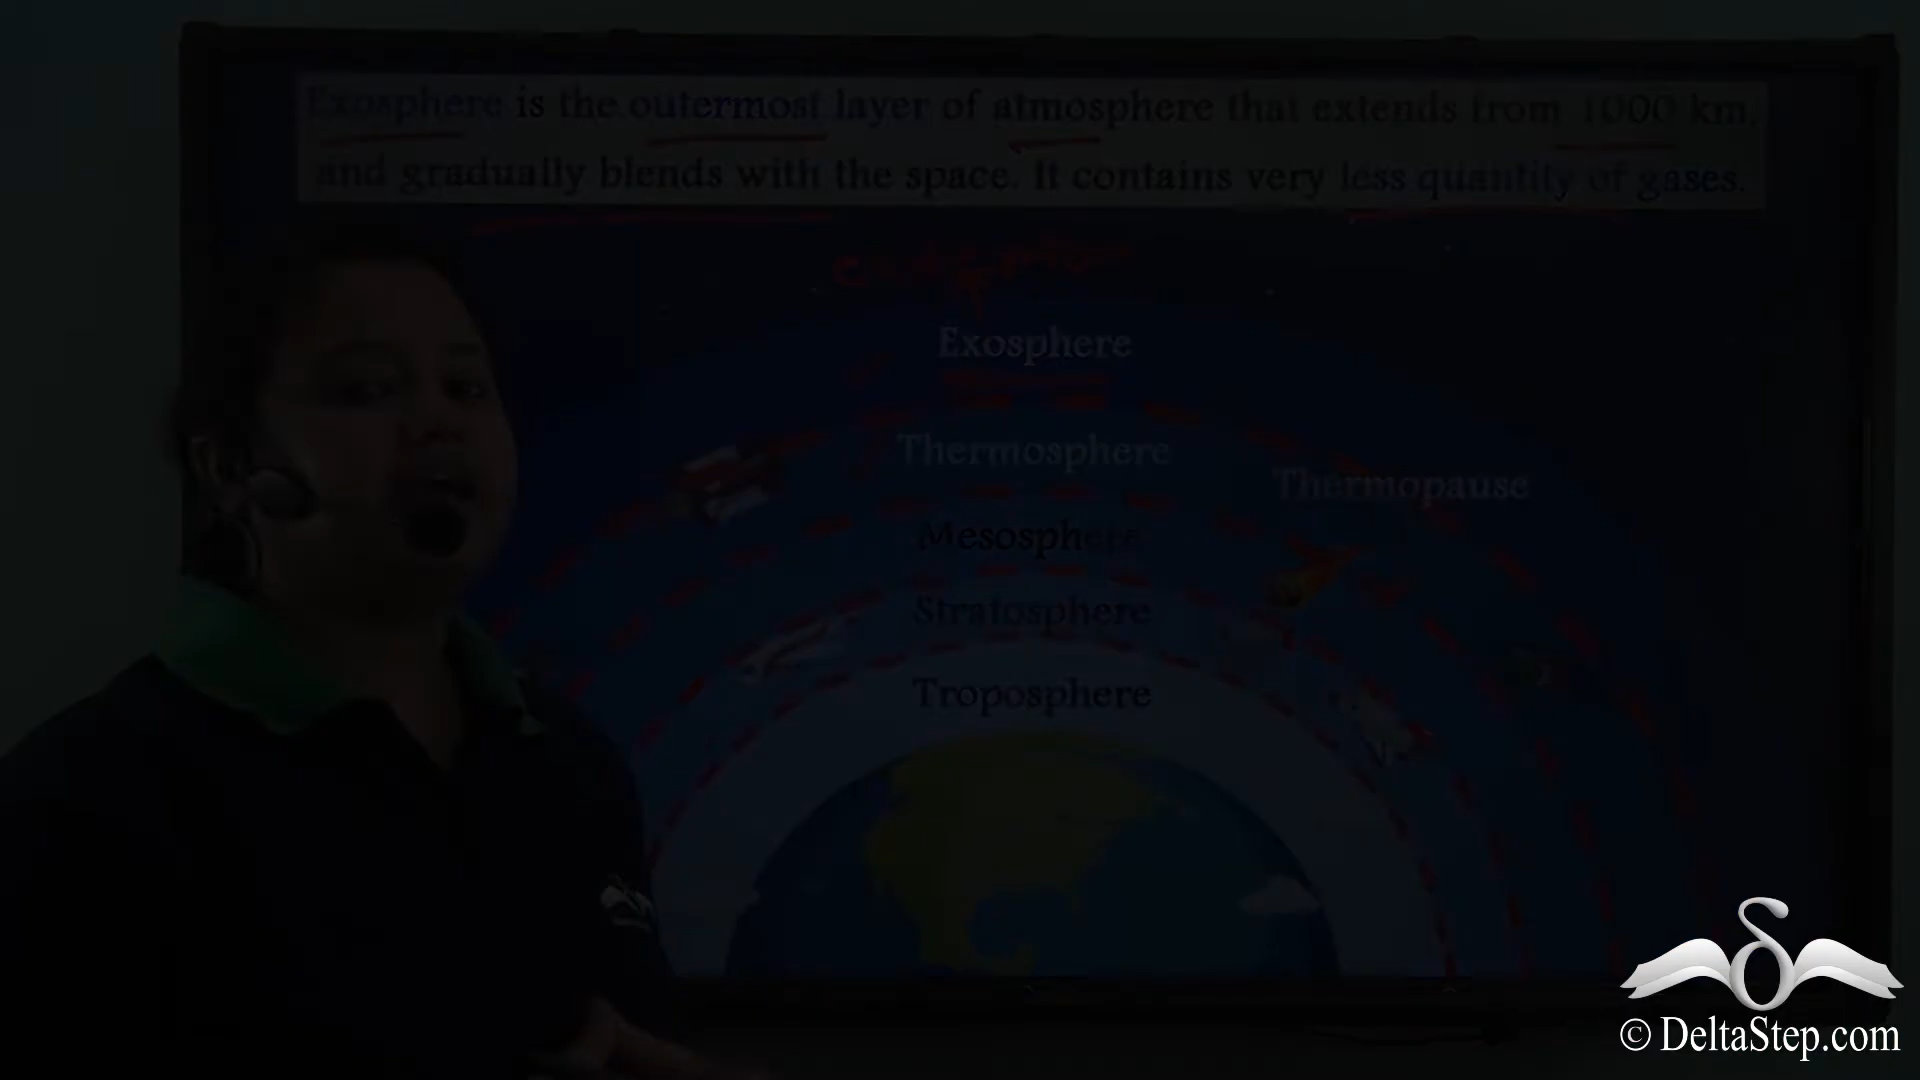 Exosphere is the outermost layer of atmosphere that extends from 1000 km.
and gradually blends with the space. It contains very less quantity of gases.
Exosphere
Thermosphere
Thermopause
Mesosphere
Stratosphere
Troposphere
© DeltaStep.com